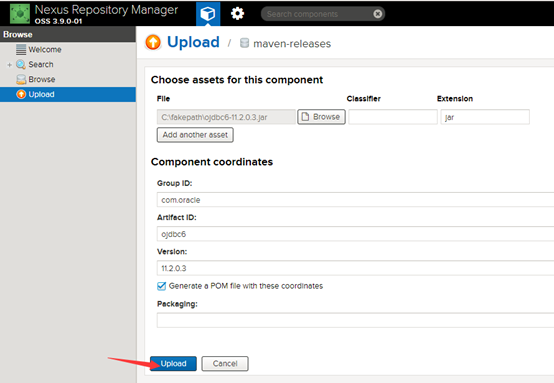 Nexus Repository Manager
OSS 3.9.0-01
Search components
Browse
Welcome
Search
Browse
Upload
Upload / maven-releases
Choose assets for this component
File Classifier Extension
C:\fakepath\ojdbc6-11.2.0.3.jar Browse jar
Add another asset
Component coordinates
Group ID:
com.oracle
Artifact ID:
ojdbc6
Version:
11.2.0.3
Generate a POM file with these coordinates
Packaging:
Upload Cancel